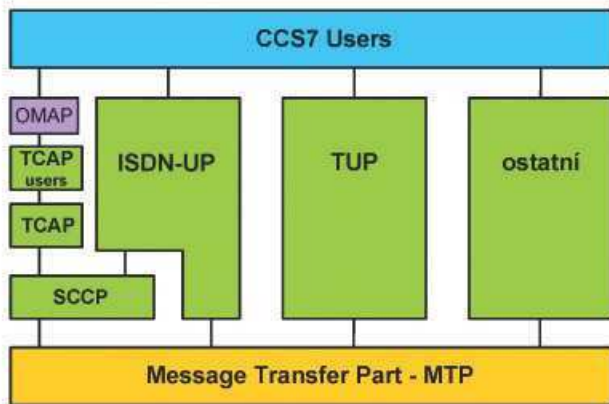 CCS7 Users
OMAP
TCAP
users
TCAP
SCCP
ISDN-UP
TUP
ostatní
Message Transfer Part - MTP